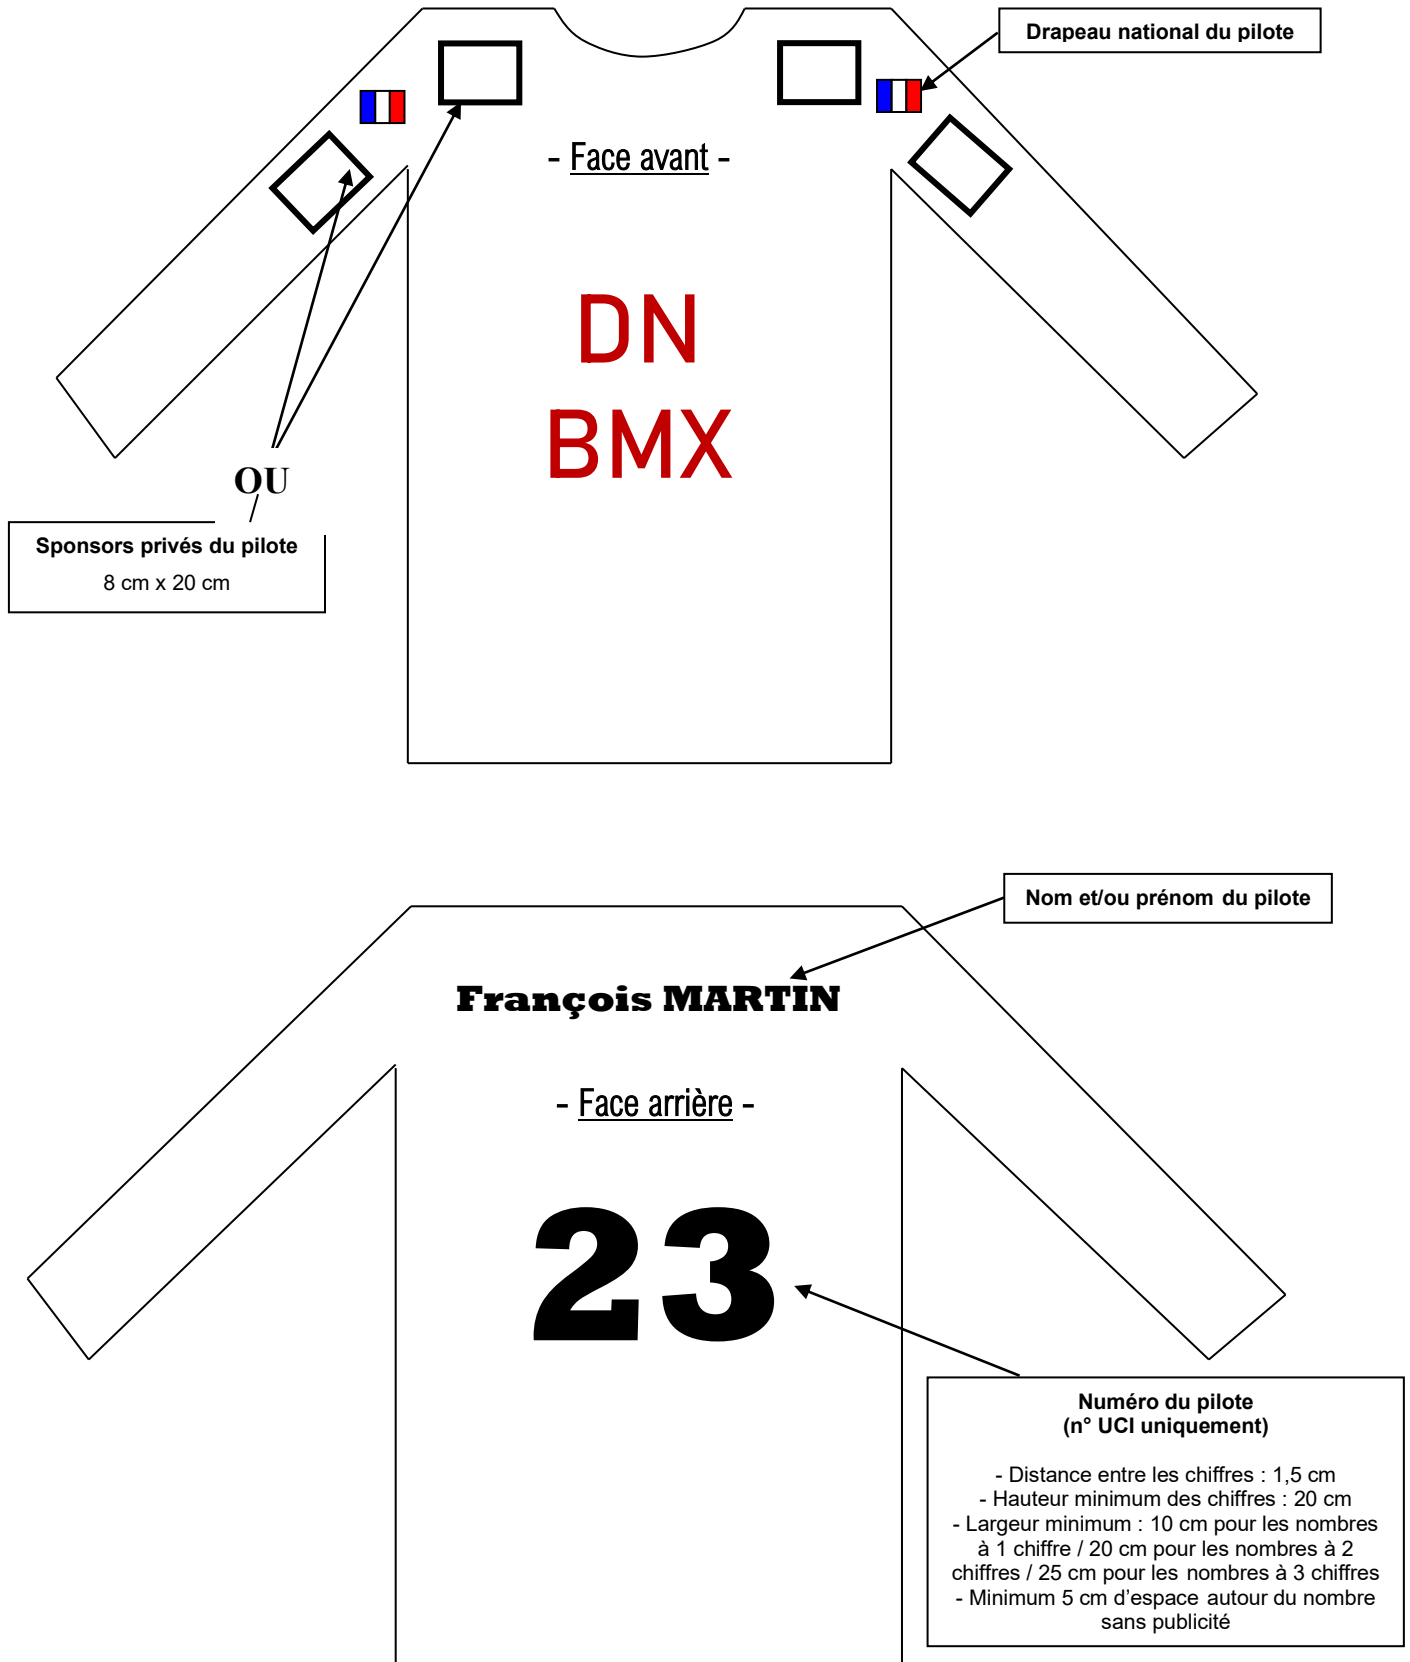 Drapeau national du pilote
- Face avant -
DN
BMX
OU
Sponsors privés du pilote
8 cm x 20 cm
Nom et/ou prénom du pilote
François MARTIN
- Face arrière -
23
Numéro du pilote
(n° UCI uniquement)
- Distance entre les chiffres : 1,5 cm
- Hauteur minimum des chiffres : 20 cm
- Largeur minimum : 10 cm pour les nombres
à 1 chiffre / 20 cm pour les nombres à 2
chiffres / 25 cm pour les nombres à 3 chiffres
- Minimum 5 cm d’espace autour du nombre
sans publicité